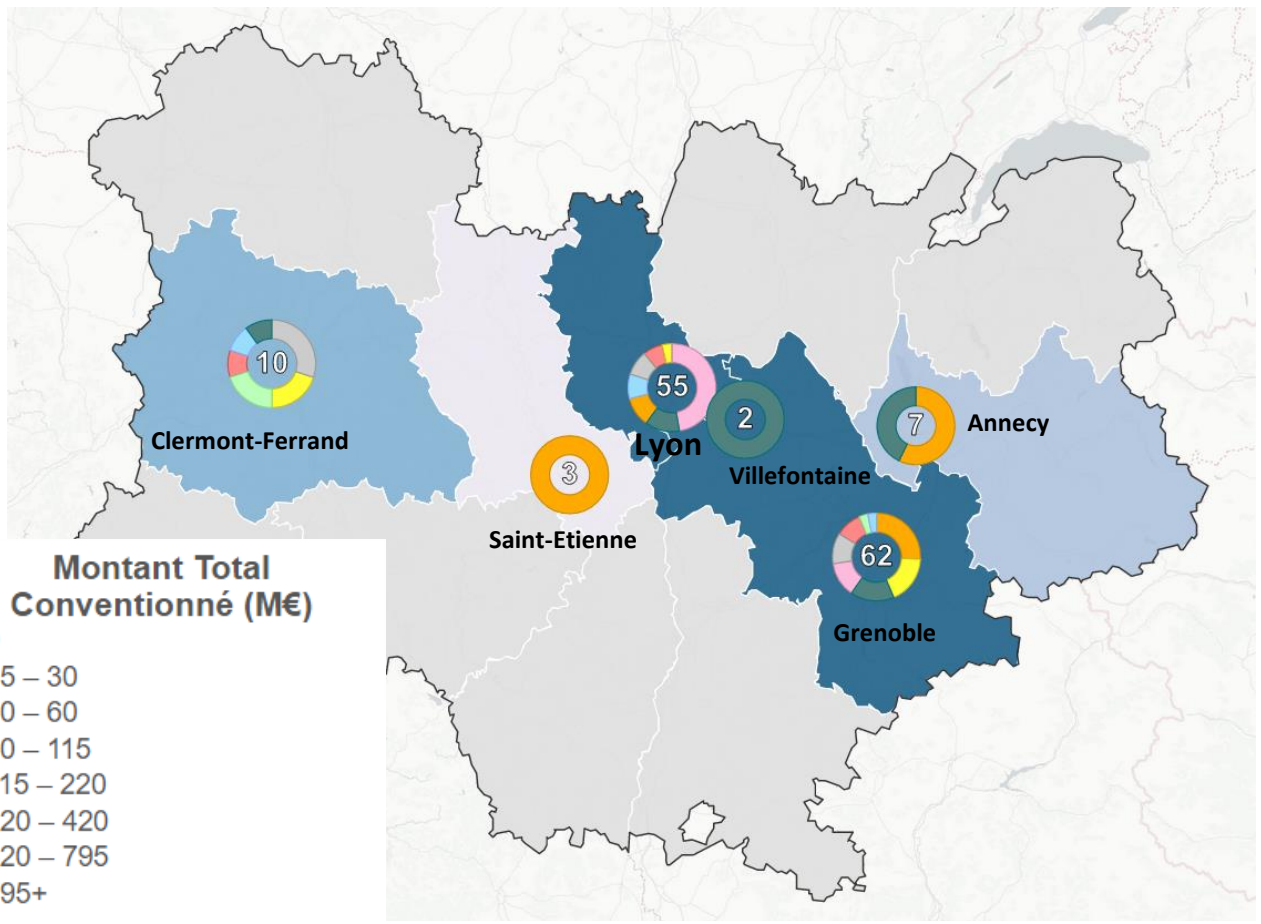 10
Clermont-Ferrand
55
Lyon
2
Villefontaine
7
Annecy
3
Saint-Etienne
62
Grenoble
Montant Total
Conventionné (M€)
5 – 30
0 – 60
0 – 115
15 – 220
20 – 420
20 – 795
95+